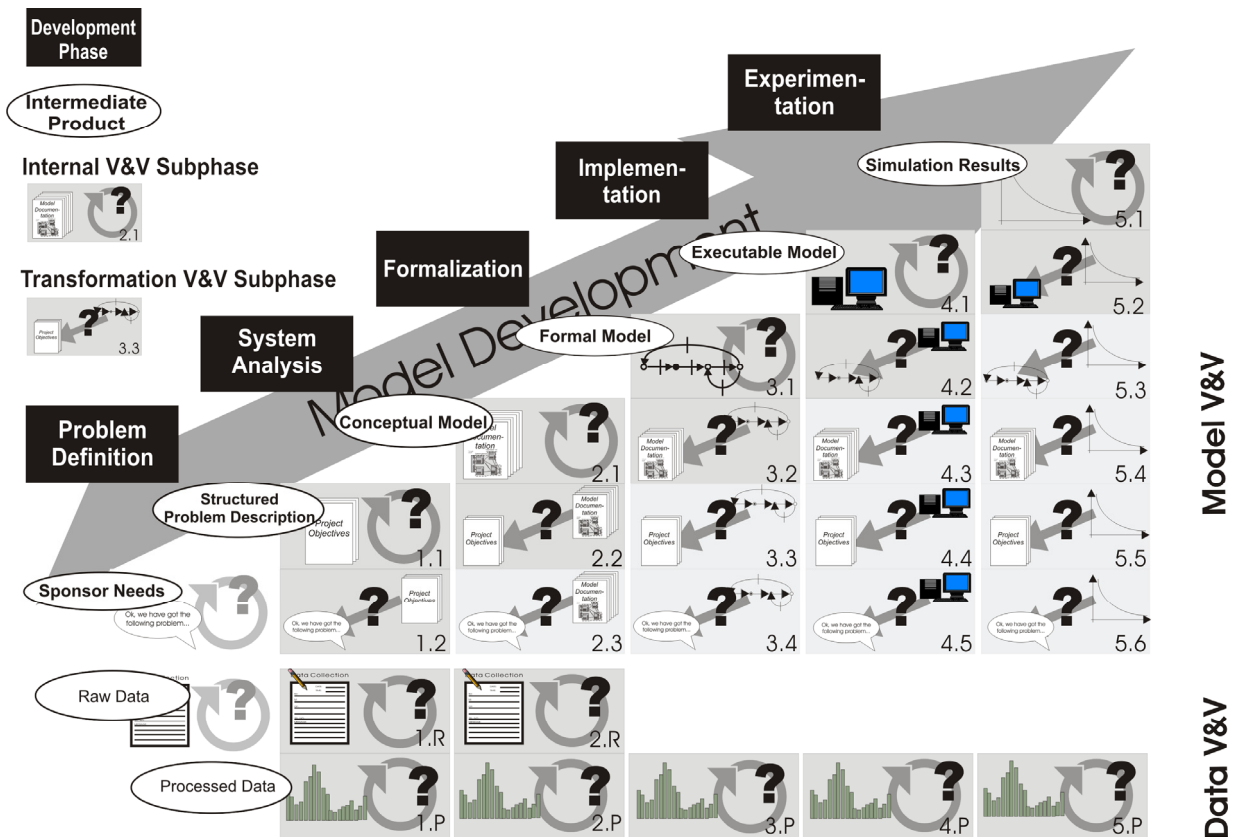 Development
Phase
Intermediate
Product
Internal V&V Subphase
Model
Documen-
tation
2.1
Transformation V&V Subphase
Project
Objectives
3.3
Model Development
Problem
Definition
System
Analysis
Formalization
Implemen-
tation
Experimen-
tation
Simulation Results
5.1
Executable Model
4.1
5.2
Formal Model
3.1
4.2
5.3
Conceptual Model
Documen-
tation
2.1
Model
Documen-
tation
3.2
Model
Documen-
tation
4.3
Model
Documen-
tation
5.4
Structured
Problem Description
Project
Objectives
1.1
Project
Objectives
Model
Documen-
tation
2.2
Project
Objectives
3.3
Project
Objectives
4.4
Project
Objectives
5.5
Sponsor Needs
Ok, we have got the
following problem...
Ok, we have got the
following problem...
Project
Objectives
1.2
Ok, we have got the
following problem...
Model
Documen-
tation
2.3
Ok, we have got the
following problem...
3.4
Ok, we have got the
following problem...
4.5
Ok, we have got the
following problem...
5.6
Raw Data
Data Collection
1.R
Data Collection
2.R
Processed Data
1.P
2.P
3.P
4.P
5.P
Model V&V
Data V&V